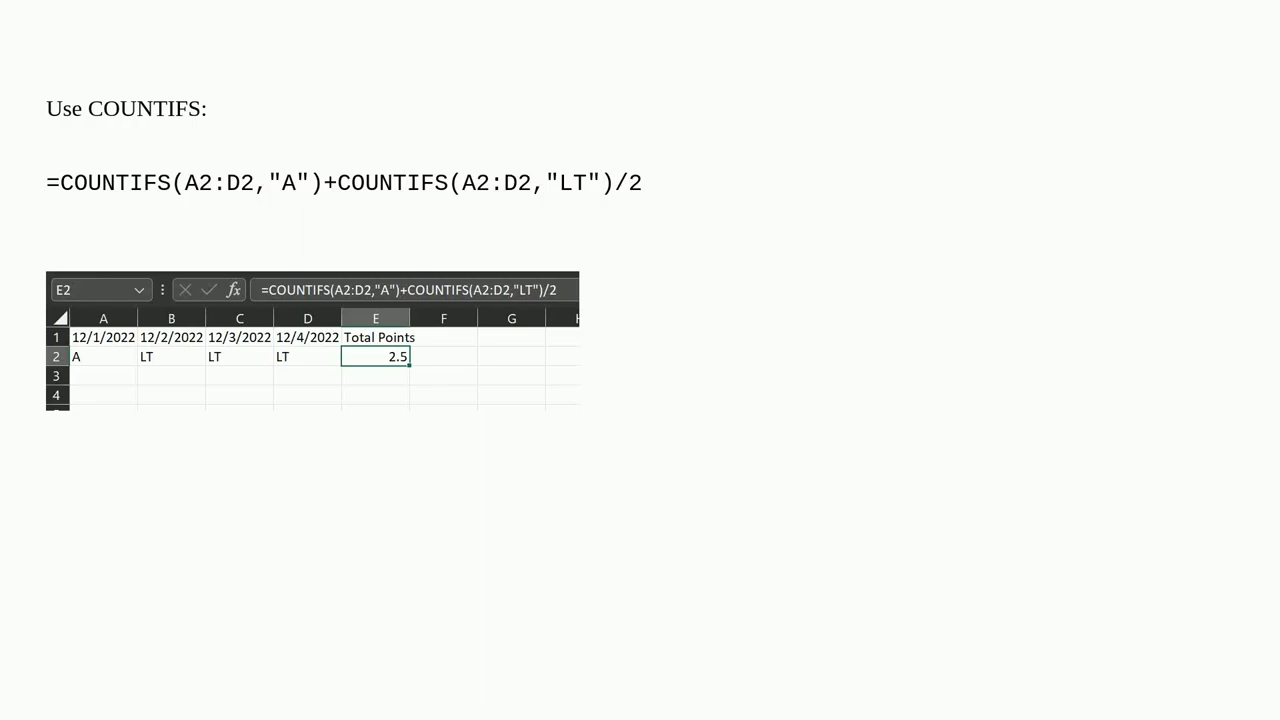 Use COUNTIFS:
=COUNTIFS(A2:D2,"A")+COUNTIFS(A2:D2,"LT")/2
E2 fx =COUNTIFS(A2:D2,"A")+COUNTIFS(A2:D2,"LT")/2
A B C D E F G
1 12/1/2022 12/2/2022 12/3/2022 12/4/2022 Total Points
2 A LT LT LT 2.5
3
4